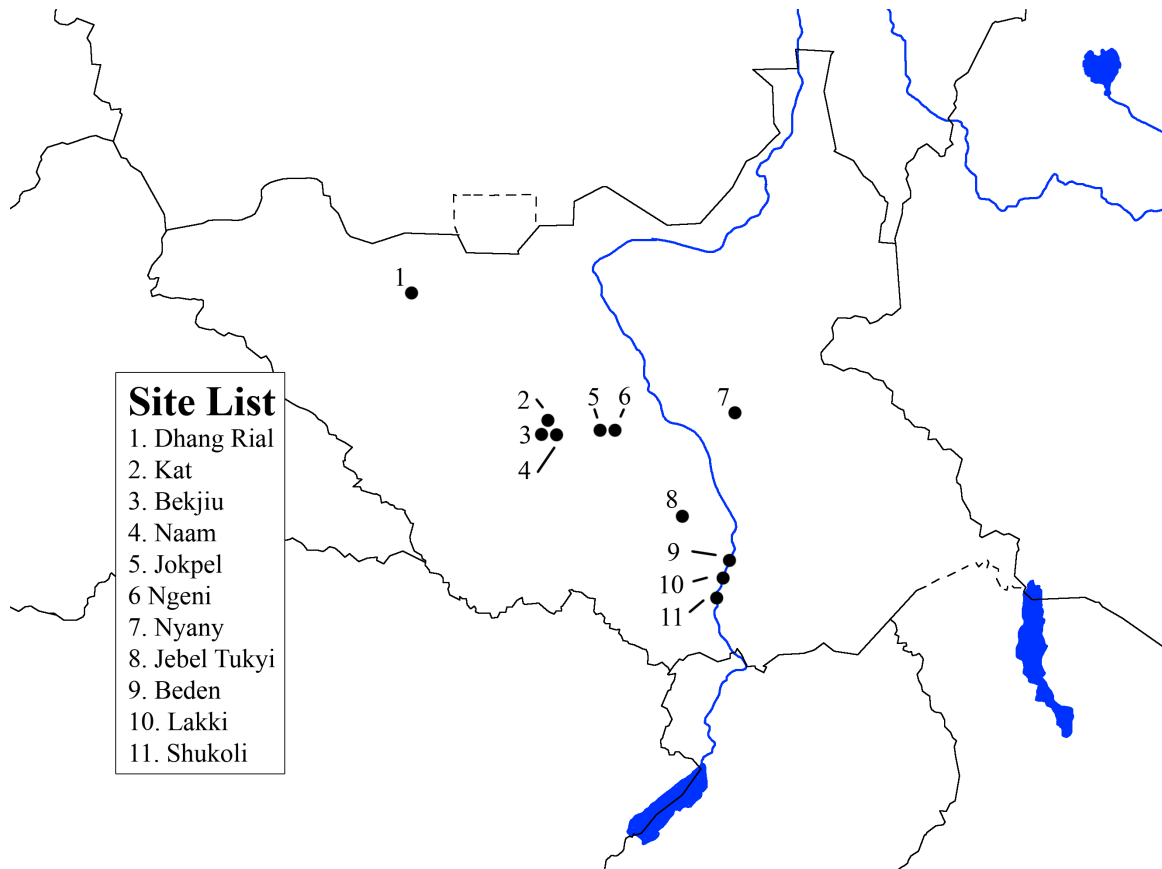 1
2
3
4
5
6
7
8
9
10
11
Site List
1. Dhang Rial
2. Kat
3. Bekjiu
4. Naam
5. Jokpel
6 Ngeni
7. Nyany
8. Jebel Tukyi
9. Beden
10. Lakki
11. Shukoli